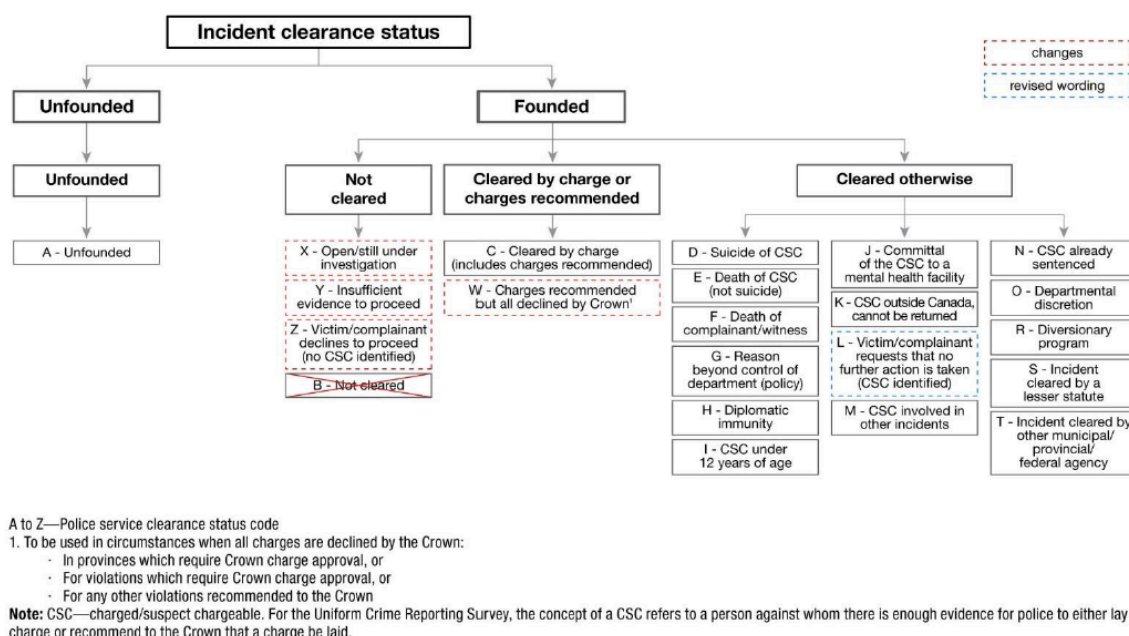 Incident clearance status
changes
revised wording
Unfounded
Founded
Unfounded
Not
cleared
Cleared by charge or
charges recommended
Cleared otherwise
A - Unfounded
X - Open/still under
investigation
Y - Insufficient
evidence to proceed
Z - Victim/complainant
declines to proceed
(no CSC identified)
B - Not cleared
C - Cleared by charge
(includes charges recommended)
W - Charges recommended
but all declined by Crown¹
D - Suicide of CSC
E - Death of CSC
(not suicide)
F - Death of
complainant/witness
G - Reason
beyond control of
department (policy)
H - Diplomatic
immunity
I - CSC under
12 years of age
J - Committal
of the CSC to a
mental health facility
K - CSC outside Canada,
cannot be returned
L - Victim/complainant
requests that no
further action is taken
(CSC identified)
M - CSC involved in
other incidents
N - CSC already
sentenced
O - Departmental
discretion
R - Diversionary
program
S - Incident
cleared by a
lesser statute
T - Incident cleared by
other municipal/
provincial/
federal agency
A to Z—Police service clearance status code
1. To be used in circumstances when all charges are declined by the Crown:
· In provinces which require Crown charge approval, or
· For violations which require Crown charge approval, or
· For any other violations recommended to the Crown
Note: CSC—charged/suspect chargeable. For the Uniform Crime Reporting Survey, the concept of a CSC refers to a person against whom there is enough evidence for police to either lay
charge or recommend to the Crown that a charge be laid.